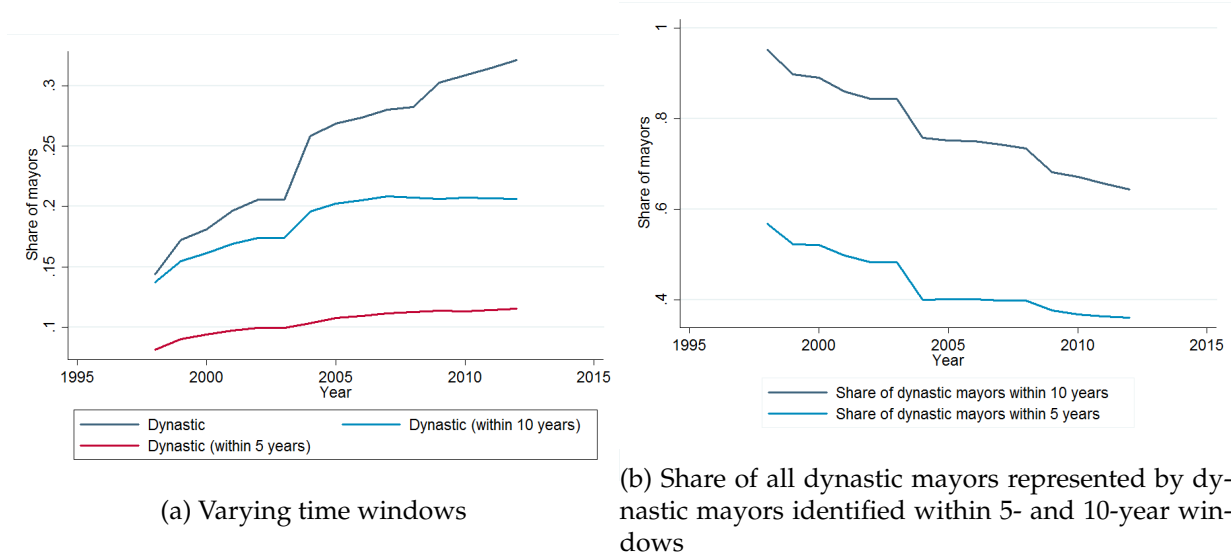 Share of mayors
.3
.25
.2
.15
.1
1995
2000
2005
2010
2015
Year
Dynastic
Dynastic (within 10 years)
Dynastic (within 5 years)
(a) Varying time windows
Share of mayors
1
.8
.6
.4
1995
2000
2005
2010
2015
Year
Share of dynastic mayors within 10 years
Share of dynastic mayors within 5 years
(b) Share of all dynastic mayors represented by dy-
nastic mayors identified within 5- and 10-year win-
dows